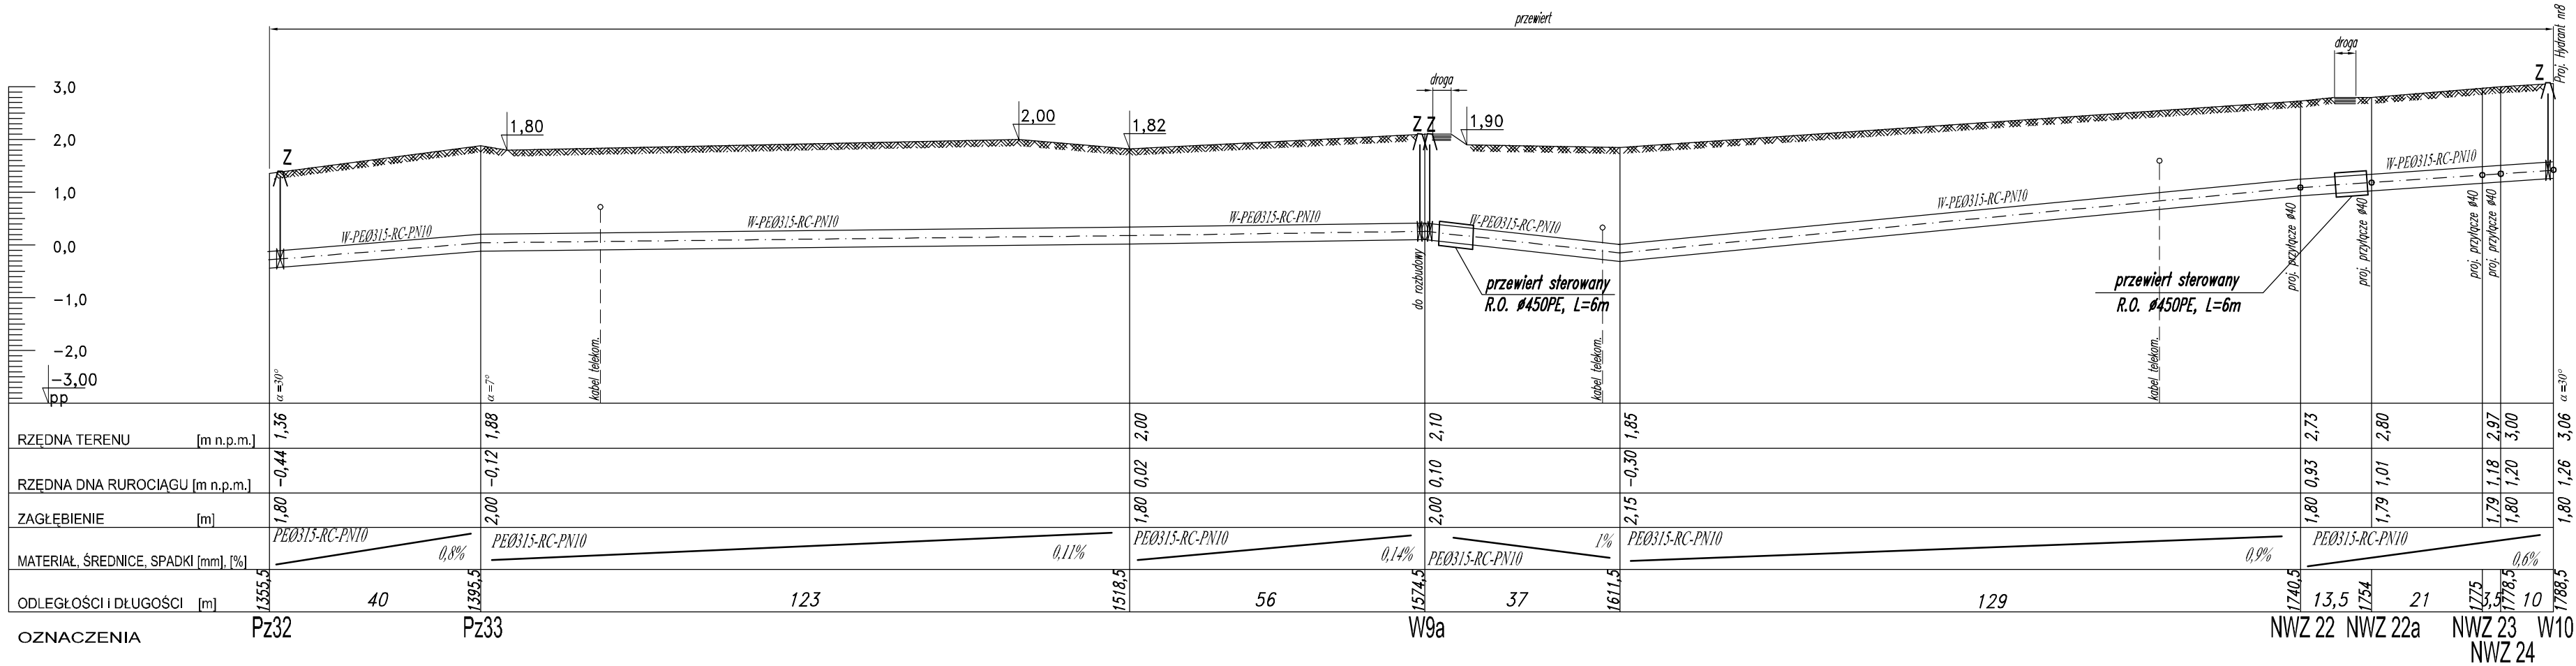 przewiert
Proj. Hydrant nr8
droga
droga
3,0
2,0
1,0
0,0
-1,0
-2,0
-3,00
pp
Z
1,80
2,00
1,82
Z Z
1,90
Z
W-PEØ315-RC-PN10
W-PEØ315-RC-PN10
W-PEØ315-RC-PN10
W-PEØ315-RC-PN10
W-PEØ315-RC-PN10
W-PEØ315-RC-PN10
kabel telekom.
do rozbudowy
przewiert sterowany
R.O. ø450PE, L=6m
kabel telekom.
kabel telekom.
przewiert sterowany
R.O. ø450PE, L=6m
proj. przyłącze ø40
proj. przyłącze ø40
proj. przyłącze ø40
proj. przyłącze ø40
α=30°
α=7°
α=30°
RZĘDNA TERENU [m n.p.m.] 1,36 1,88 2,00 2,10 1,85 2,73 2,80 2,97 3,00 3,06
RZĘDNA DNA RUROCIĄGU [m n.p.m.] -0,44 -0,12 0,02 0,10 -0,30 0,93 1,01 1,18 1,20 1,26
ZAGŁĘBIENIE [m] 1,80 2,00 1,80 2,00 2,15 1,80 1,79 1,79 1,80 1,80
MATERIAŁ, ŚREDNICE, SPADKI [mm], [%] PEØ315-RC-PN10 0,8% PEØ315-RC-PN10 0,11% PEØ315-RC-PN10 0,14% PEØ315-RC-PN10 1% PEØ315-RC-PN10 0,9% PEØ315-RC-PN10 0,6%
ODLEGŁOŚCI i DŁUGOŚCI [m] 1355,5 40 1395,5 123 1518,5 56 1574,5 37 1611,5 129 1740,5 13,5 1754 21 1775 3,5 1778,5 10 1788,5
OZNACZENIA Pz32 Pz33 W9a NWZ 22 NWZ 22a NWZ 23 W10
NWZ 24